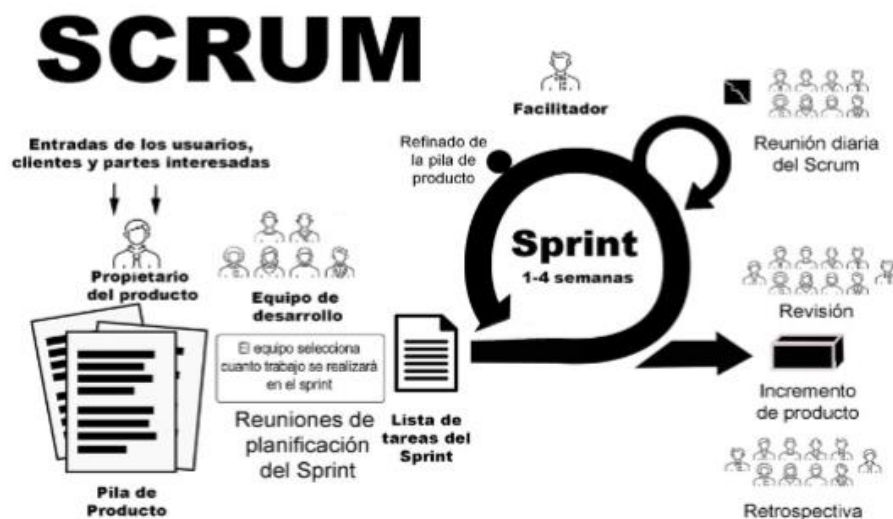 SCRUM
Entradas de los usuarios,
clientes y partes interesadas
Propietario
del producto
Pila de
Producto
Equipo de
desarrollo
El equipo selecciona
cuanto trabajo se realizará
en el sprint
Reuniones de
planificación
del Sprint
Lista de
tareas del
Sprint
Facilitador
Refinado de
la pila de
producto
Sprint
1-4 semanas
Reunión diaria
del Scrum
Revisión
Incremento
de producto
Retrospectiva